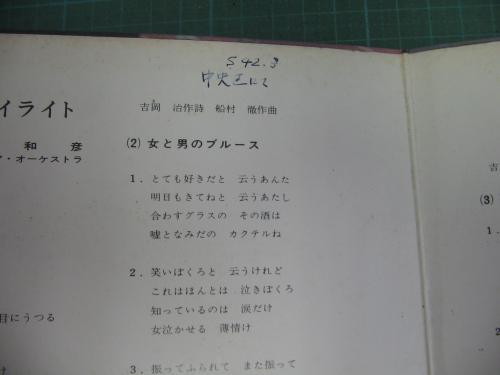 S42.3
中央区にて
イライト
和彦
ア・オーケストラ
目にうつる
け
吉岡 治作詩 船村 徹作曲
(2) 女と男のブルース
1. とても好きだと 云うあんた
明日もきてねと 云うあたし
合わすグラスの その酒は
嘘となみだの カクテルね
2. 笑いぼくろと 云うけれど
これはほんとは 泣きぼくろ
知っているのは 涙だけ
女泣かせる 薄情け
3. 振ってふられて また振って
吉
(3)
1.
2